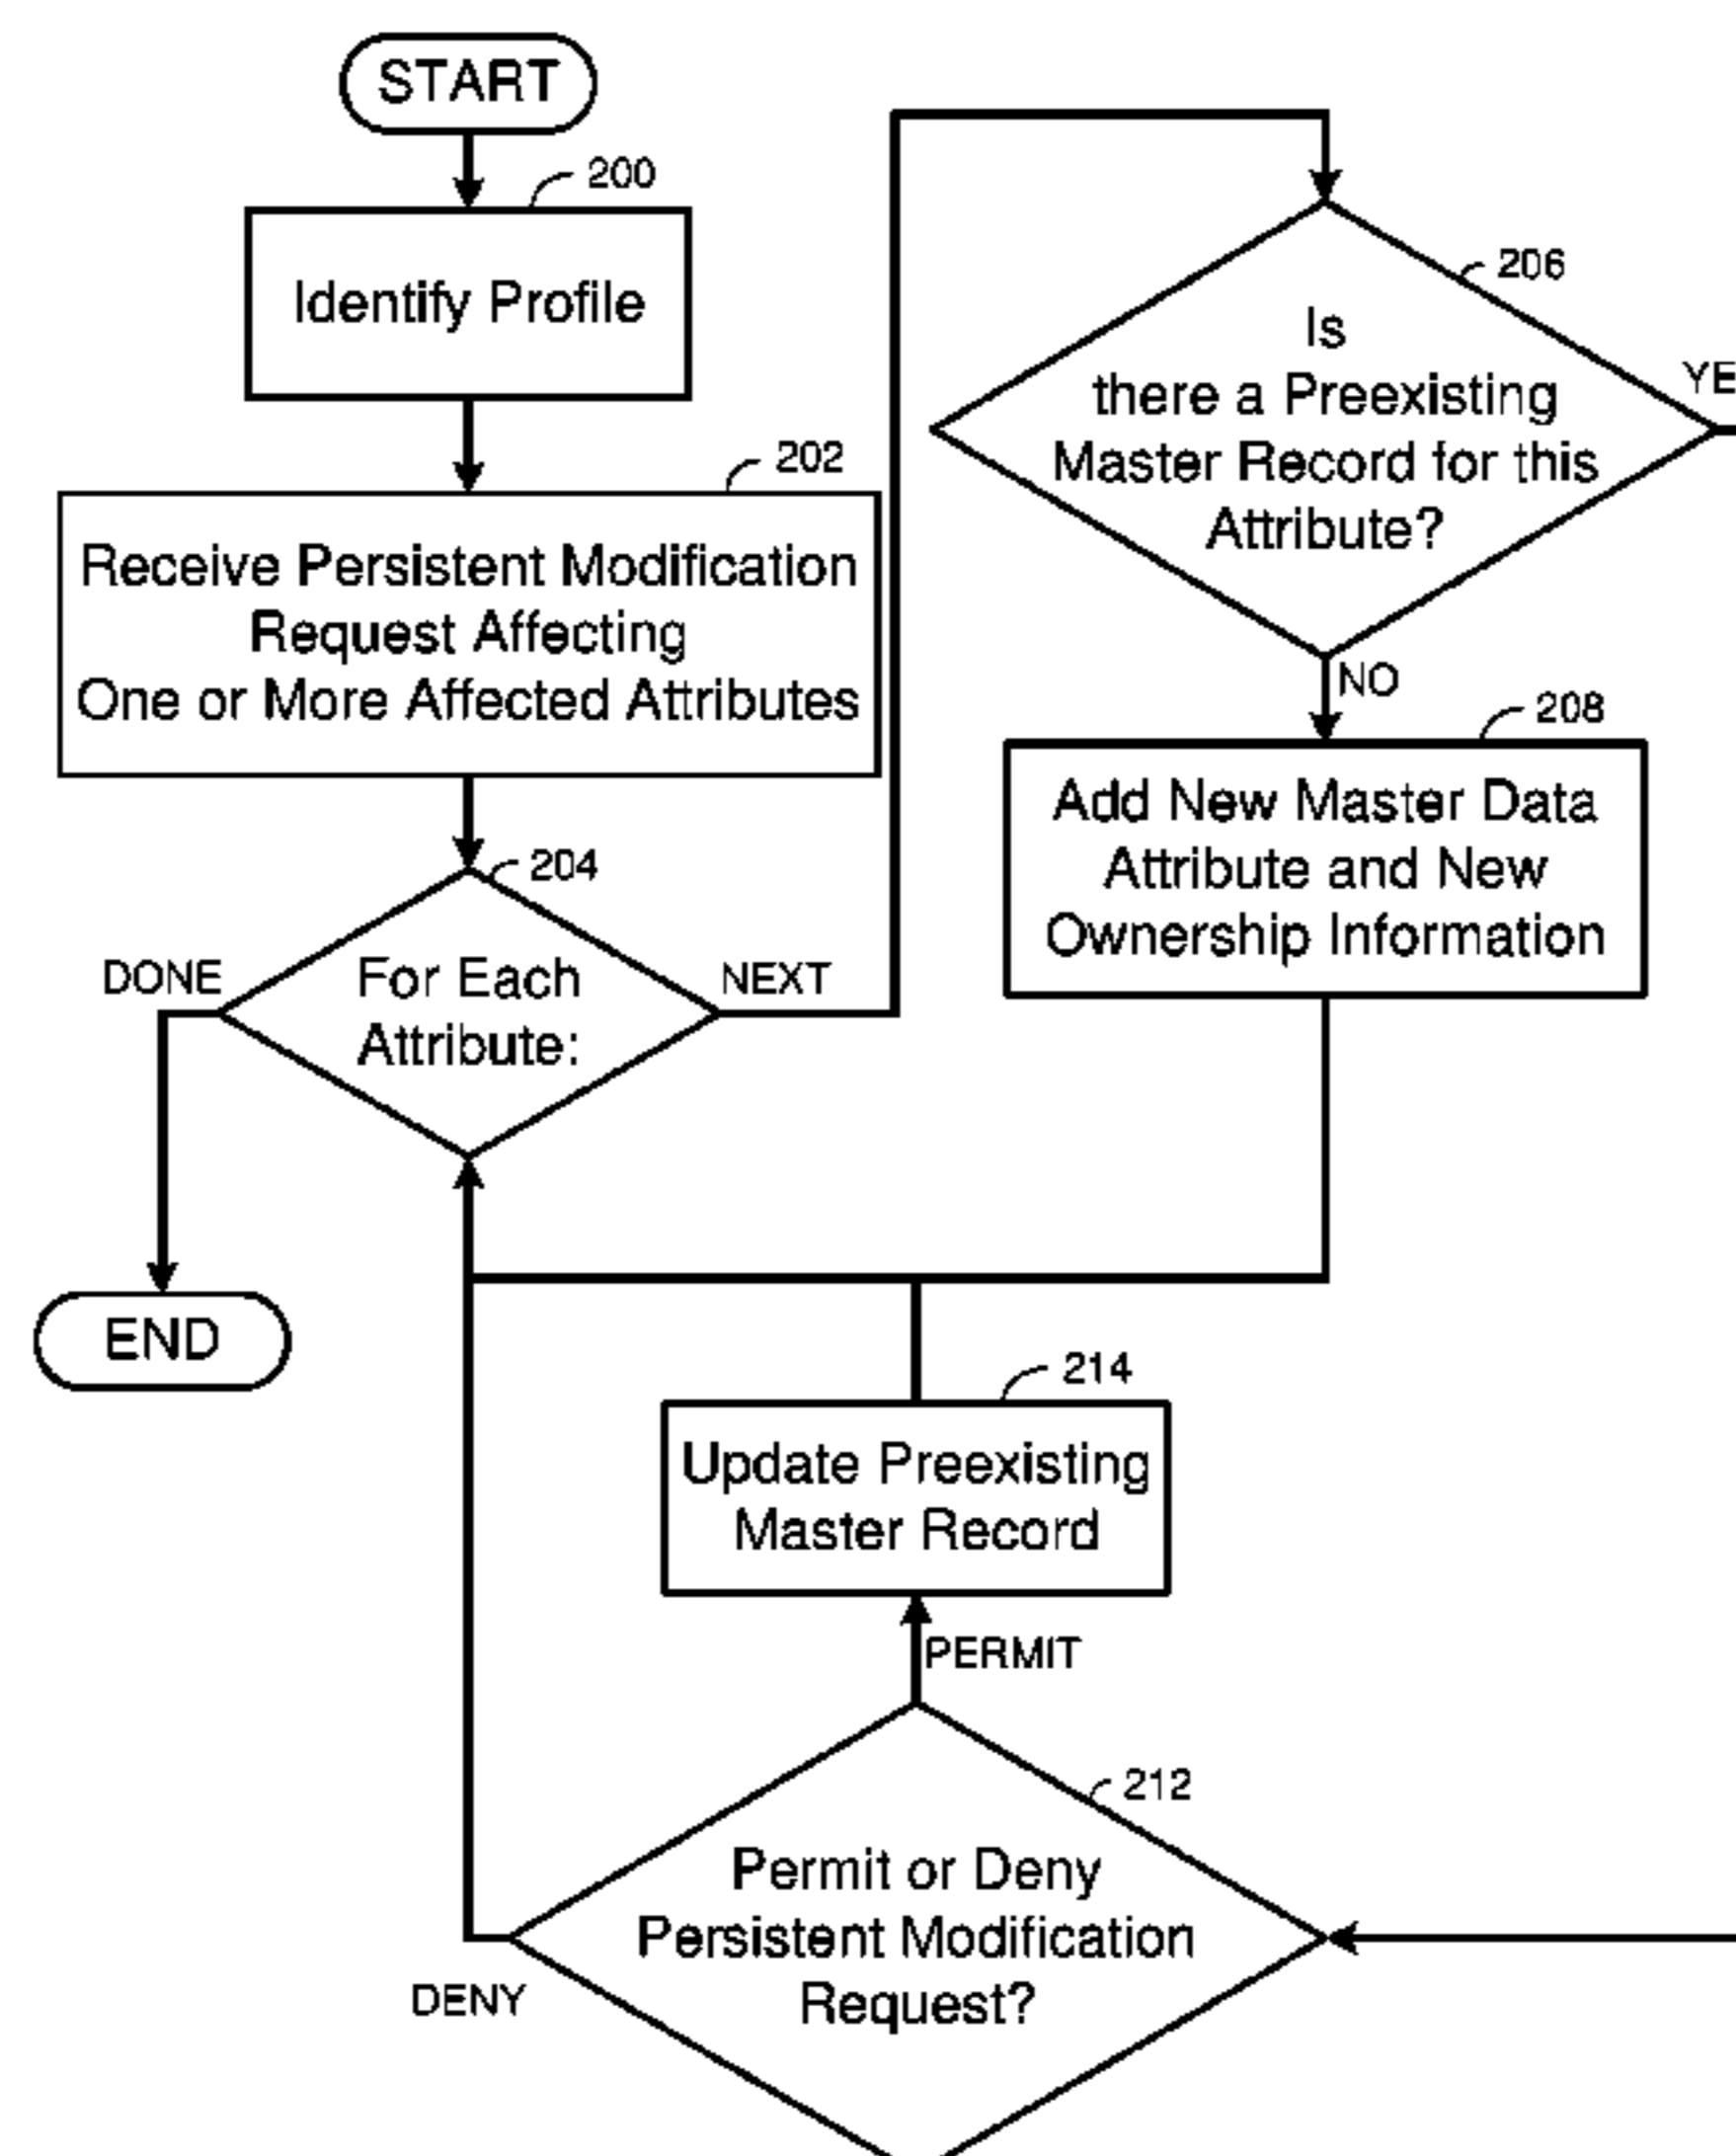 START
200
Identify Profile
202
Receive Persistent Modification
Request Affecting
One or More Affected Attributes
204
For Each
Attribute:
DONE
NEXT
END
206
Is
there a Preexisting
Master Record for this
Attribute?
YE
NO
208
Add New Master Data
Attribute and New
Ownership Information
214
Update Preexisting
Master Record
PERMIT
212
Permit or Deny
Persistent Modification
Request?
DENY